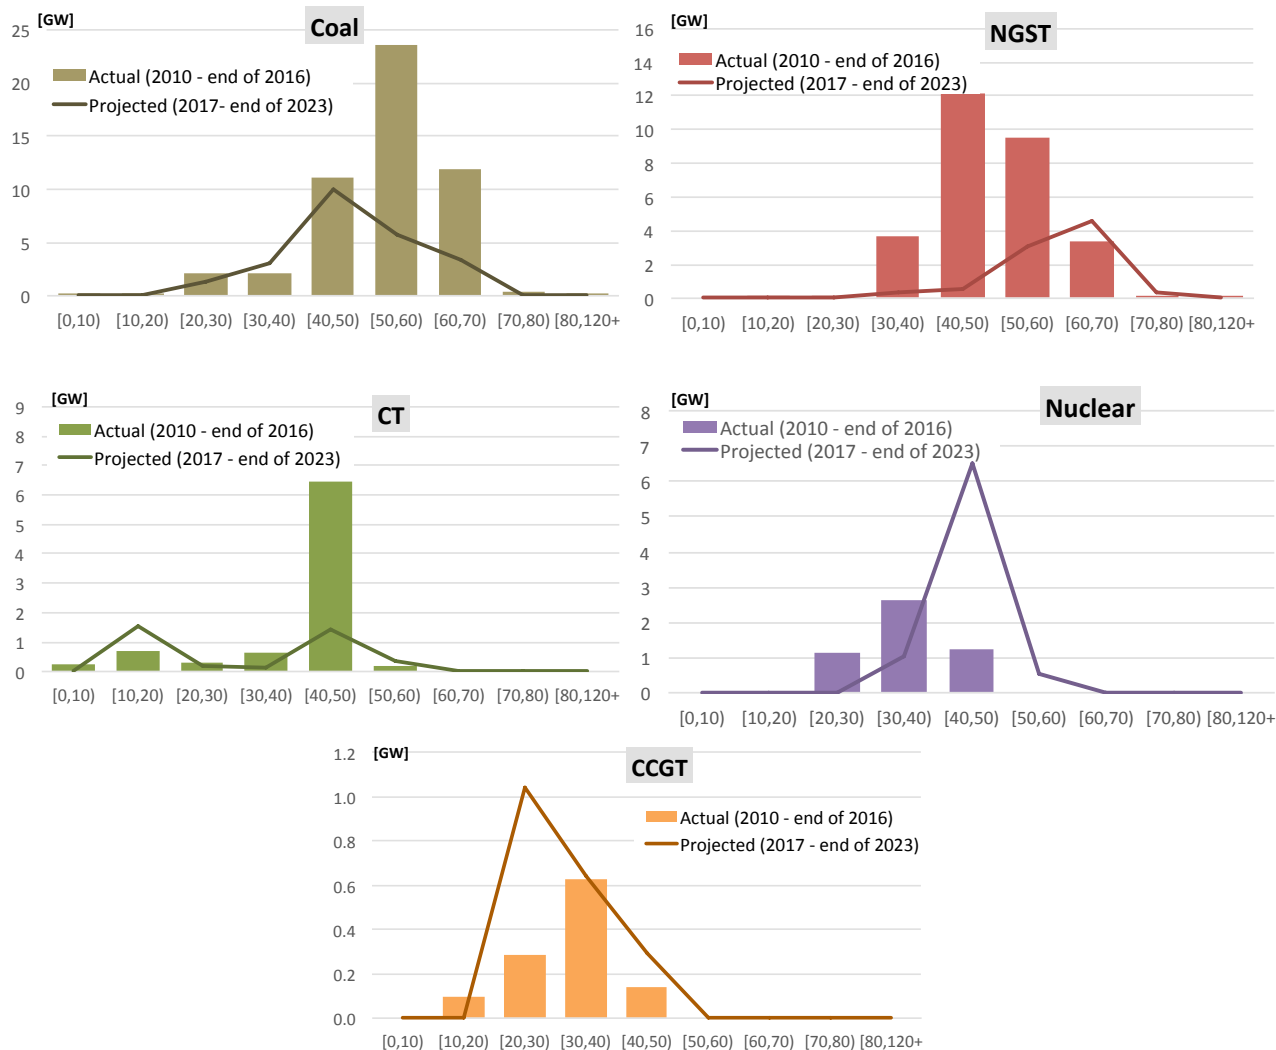 [GW]
Coal
25
Actual (2010 - end of 2016)
20
Projected (2017- end of 2023)
15
10
5
0
[0,10) [10,20) [20,30) [30,40) [40,50) [50,60) [60,70) [70,80) [80,120+
[GW]
NGST
16
Actual (2010 - end of 2016)
14
Projected (2017 - end of 2023)
12
10
8
6
4
2
0
[0,10) [10,20) [20,30) [30,40) [40,50) [50,60) [60,70) [70,80) [80,120+
[GW]
CT
9
Actual (2010 - end of 2016)
8
Projected (2017 - end of 2023)
7
6
5
4
3
2
1
0
[0,10) [10,20) [20,30) [30,40) [40,50) [50,60) [60,70) [70,80) [80,120+
[GW]
Nuclear
8
Actual (2010 - end of 2016)
7
Projected (2017 - end of 2023)
6
5
4
3
2
1
0
[0,10) [10,20) [20,30) [30,40) [40,50) [50,60) [60,70) [70,80) [80,120+
1.2
[GW]
CCGT
1.0
Actual (2010 - end of 2016)
0.8
Projected (2017 - end of 2023)
0.6
0.4
0.2
0.0
[0,10) [10,20) [20,30) [30,40) [40,50) [50,60) [60,70) [70,80) [80,120+